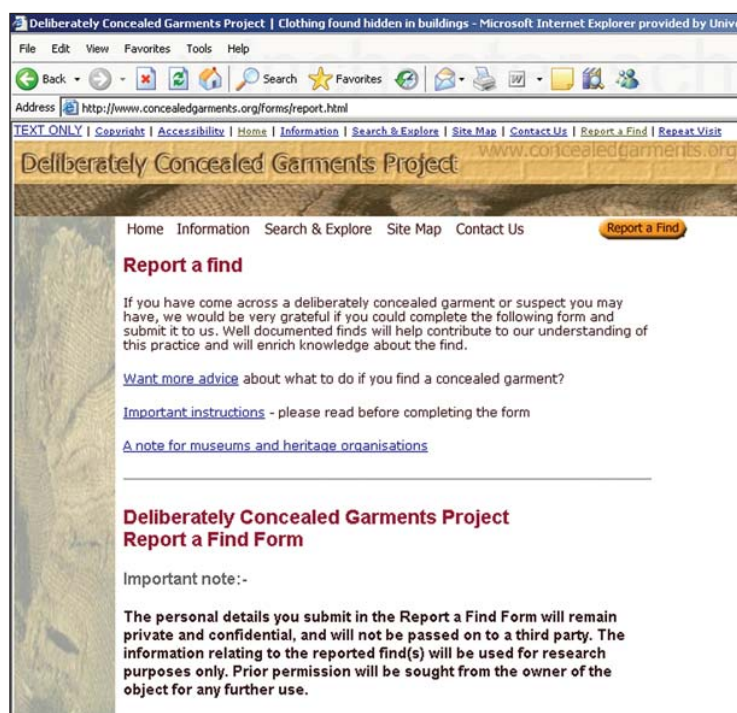 Deliberately Concealed Garments Project | Clothing found hidden in buildings - Microsoft Internet Explorer provided by Unive
File Edit View Favorites Tools Help
Back Search Favorites
Address http://www.concealedgarments.org/forms/report.html
TEXT ONLY | Copyright | Accessibility | Home | Information | Search & Explore | Site Map | Contact Us | Report a Find | Repeat Visit
www.concealedgarments.org
Deliberately Concealed Garments Project
Home Information Search & Explore Site Map Contact Us Report a Find
Report a find
If you have come across a deliberately concealed garment or suspect you may
have, we would be very grateful if you could complete the following form and
submit it to us. Well documented finds will help contribute to our understanding of
this practice and will enrich knowledge about the find.
Want more advice about what to do if you find a concealed garment?
Important instructions - please read before completing the form
A note for museums and heritage organisations
Deliberately Concealed Garments Project
Report a Find Form
Important note:-
The personal details you submit in the Report a Find Form will remain
private and confidential, and will not be passed on to a third party. The
information relating to the reported find(s) will be used for research
purposes only. Prior permission will be sought from the owner of the
object for any further use.